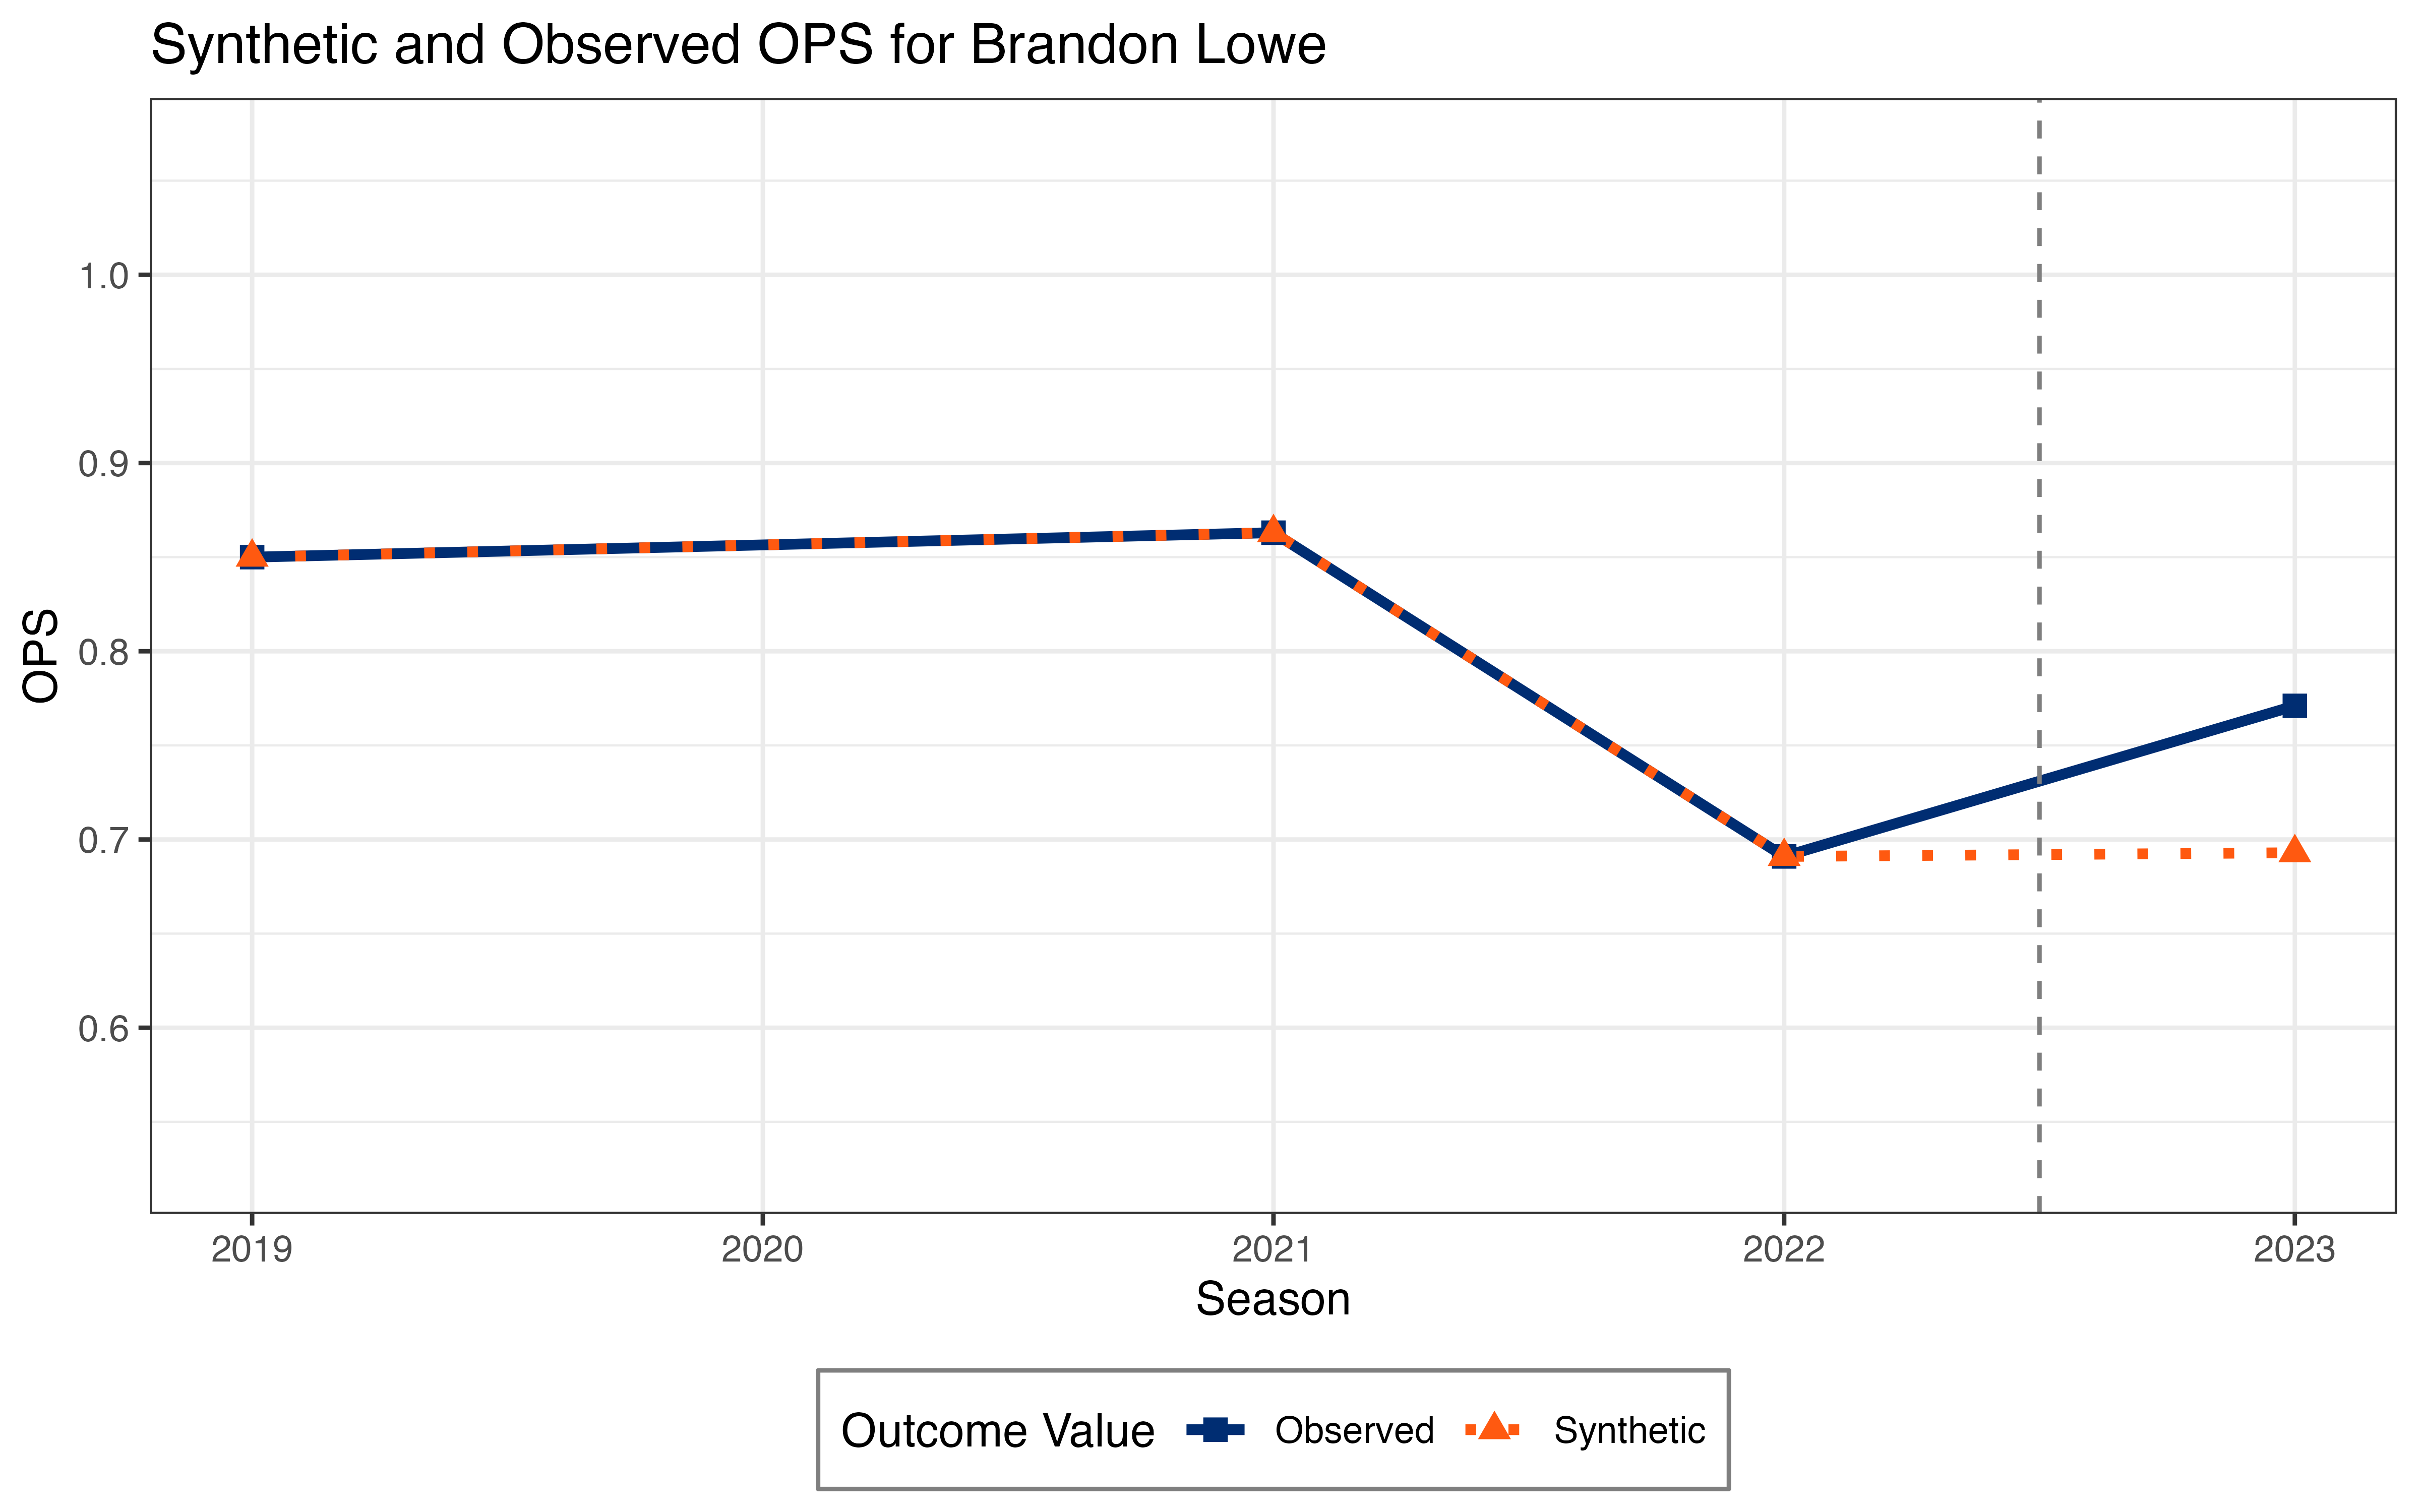 Synthetic and Observed OPS for Brandon Lowe
OPS
1.0
0.9
0.8
0.7
0.6
2019 2020 2021 2022 2023
Season
Outcome Value Observed Synthetic